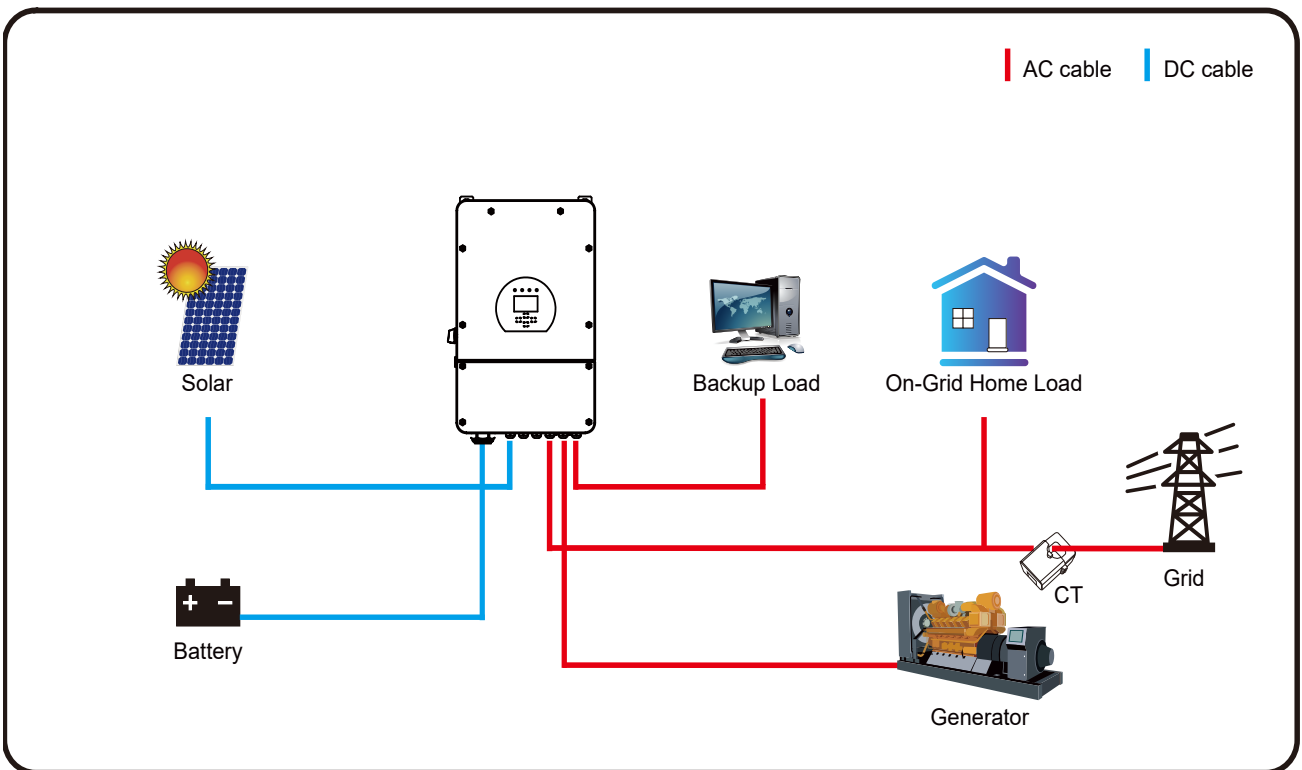 AC cable
DC cable
Solar
Backup Load
On-Grid Home Load
Grid
CT
Battery
Generator